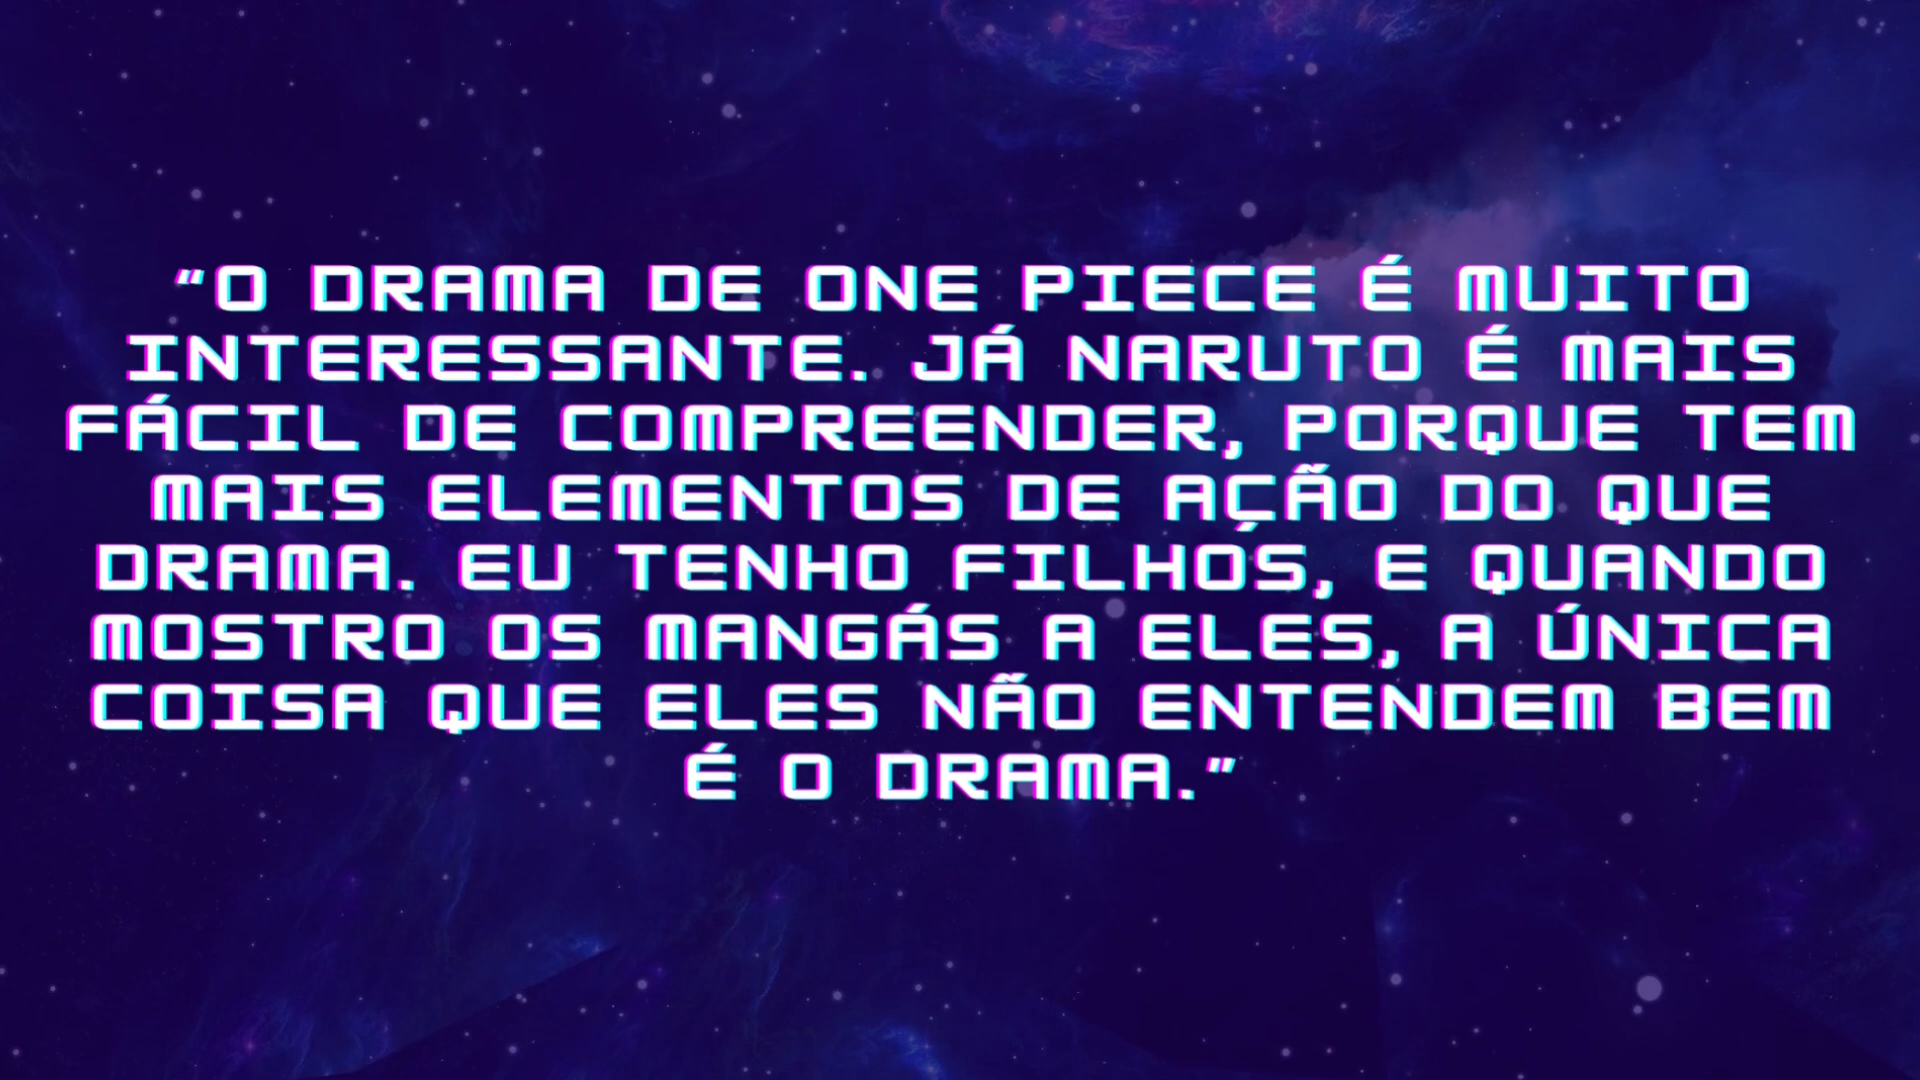 “O DRAMA DE ONE PIECE É MUITO
INTERESSANTE. JÁ NARUTO É MAIS
FÁCIL DE COMPREENDER, PORQUE TEM
MAIS ELEMENTOS DE AÇÃO DO QUE
DRAMA. EU TENHO FILHOS, E QUANDO
MOSTRO OS MANGÁS A ELES, A ÚNICA
COISA QUE ELES NÃO ENTENDEM BEM
É O DRAMA.”